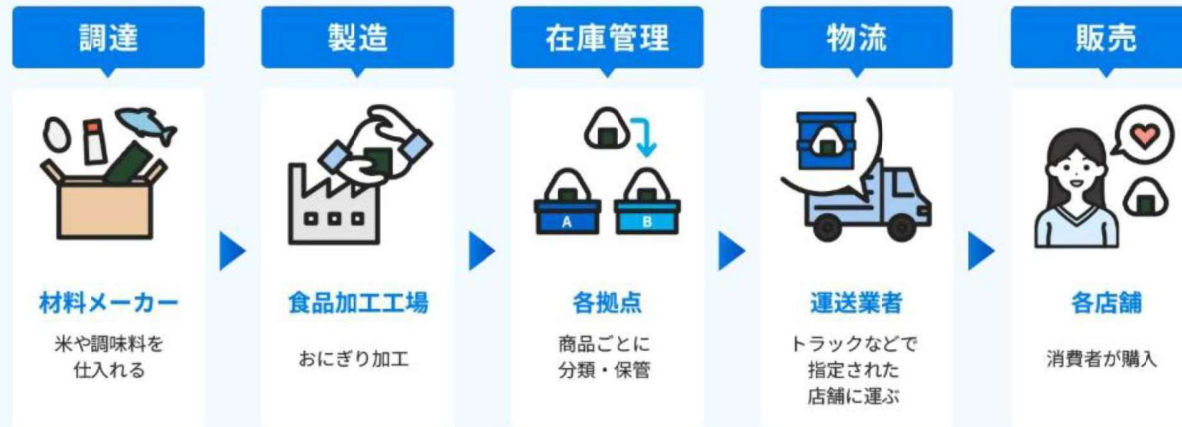 調達
製造
在庫管理
物流
販売
A
B
材料メーカー
米や調味料を
仕入れる
食品加工工場
おにぎり加工
各拠点
商品ごとに
分類・保管
運送業者
トラックなどで
指定された
店舗に運ぶ
各店舗
消費者が購入